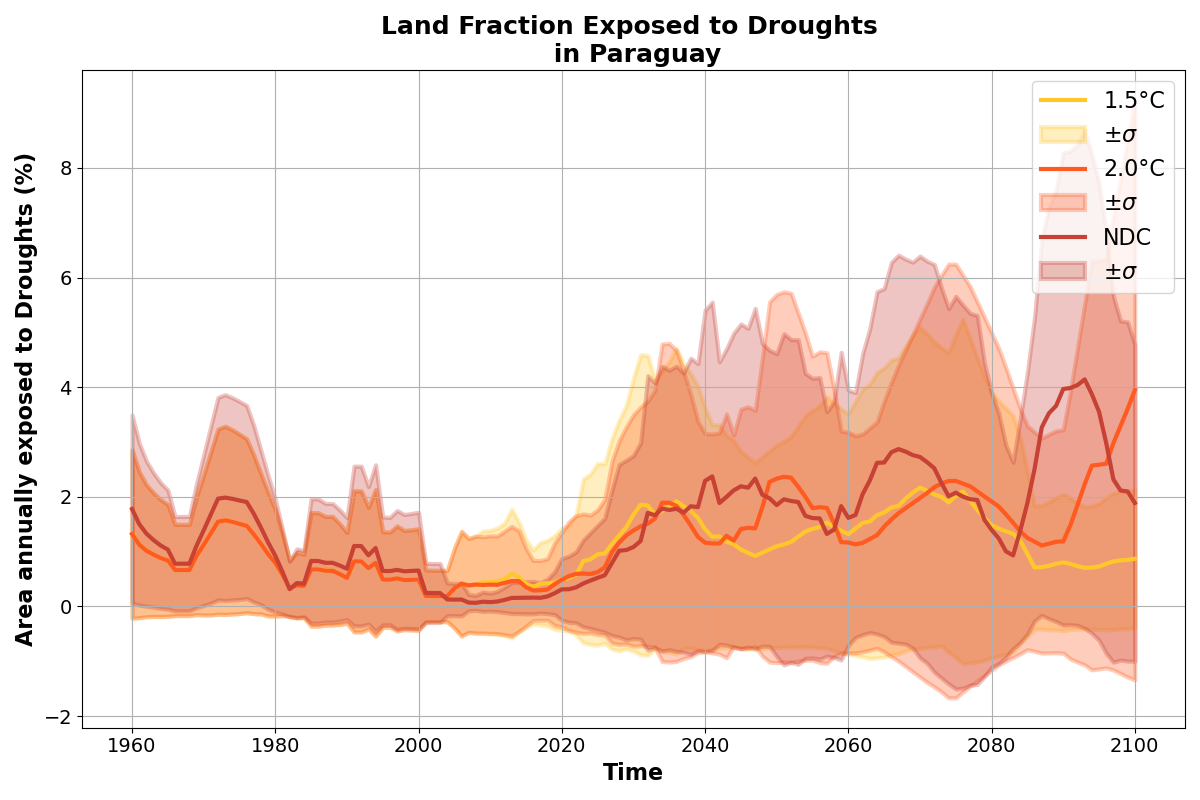 Land Fraction Exposed to Droughts
in Paraguay
Area annually exposed to Droughts (%)
8
6
4
2
0
−2
1960 1980 2000 2020 2040 2060 2080 2100
Time
1.5°C
±σ
2.0°C
±σ
NDC
±σ